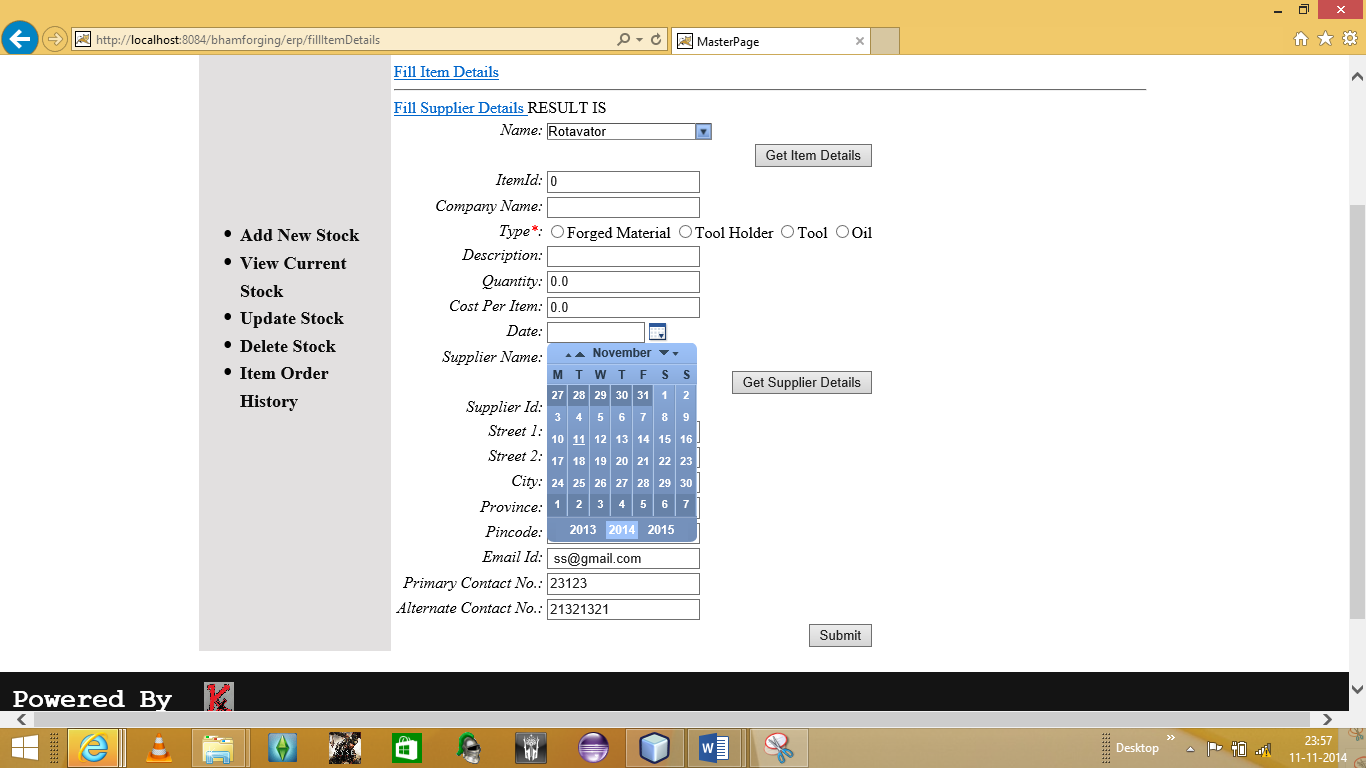 http://localhost:8084/bhamforging/erp/fillItemDetails
MasterPage
Fill Item Details
Fill Supplier Details RESULT IS
Name: Rotavator
Get Item Details
ItemId: 0
Company Name:
Type*: Forged Material Tool Holder Tool Oil
Description:
Quantity: 0.0
Cost Per Item: 0.0
Date:
Supplier Name:
Get Supplier Details
Supplier Id:
Street 1:
Street 2:
City:
Province:
Pincode:
November
M T W T F S S
27 28 29 30 31 1 2
3 4 5 6 7 8 9
10 11 12 13 14 15 16
17 18 19 20 21 22 23
24 25 26 27 28 29 30
1 2 3 4 5 6 7
2013 2014 2015
Email Id: ss@gmail.com
Primary Contact No.: 23123
Alternate Contact No.: 21321321
Submit
Add New Stock
View Current
Stock
Update Stock
Delete Stock
Item Order
History
Powered By
Desktop
23:57
11-11-2014